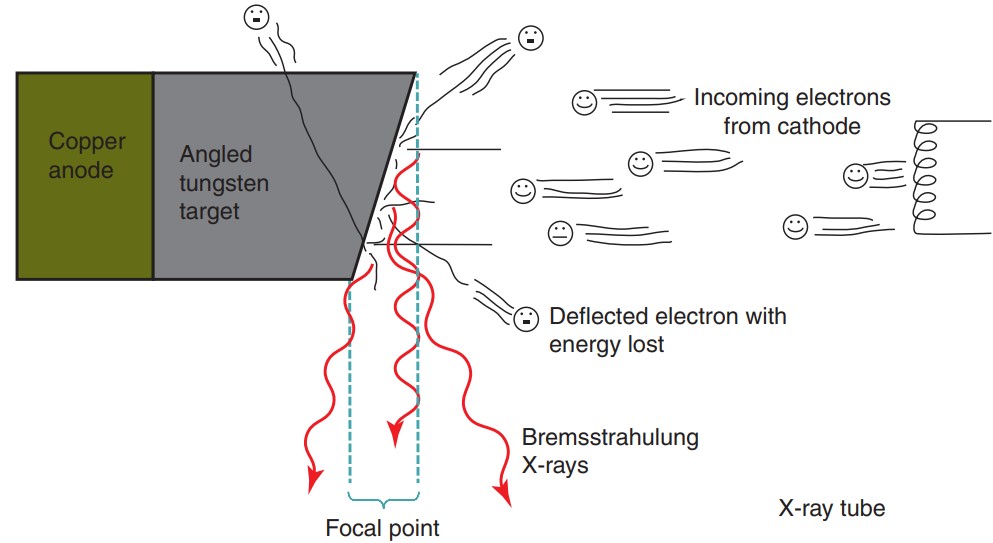 Copper
anode
Angled
tungsten
target
Incoming electrons
from cathode
Deflected electron with
energy lost
Bremsstrahulung
X-rays
Focal point
X-ray tube